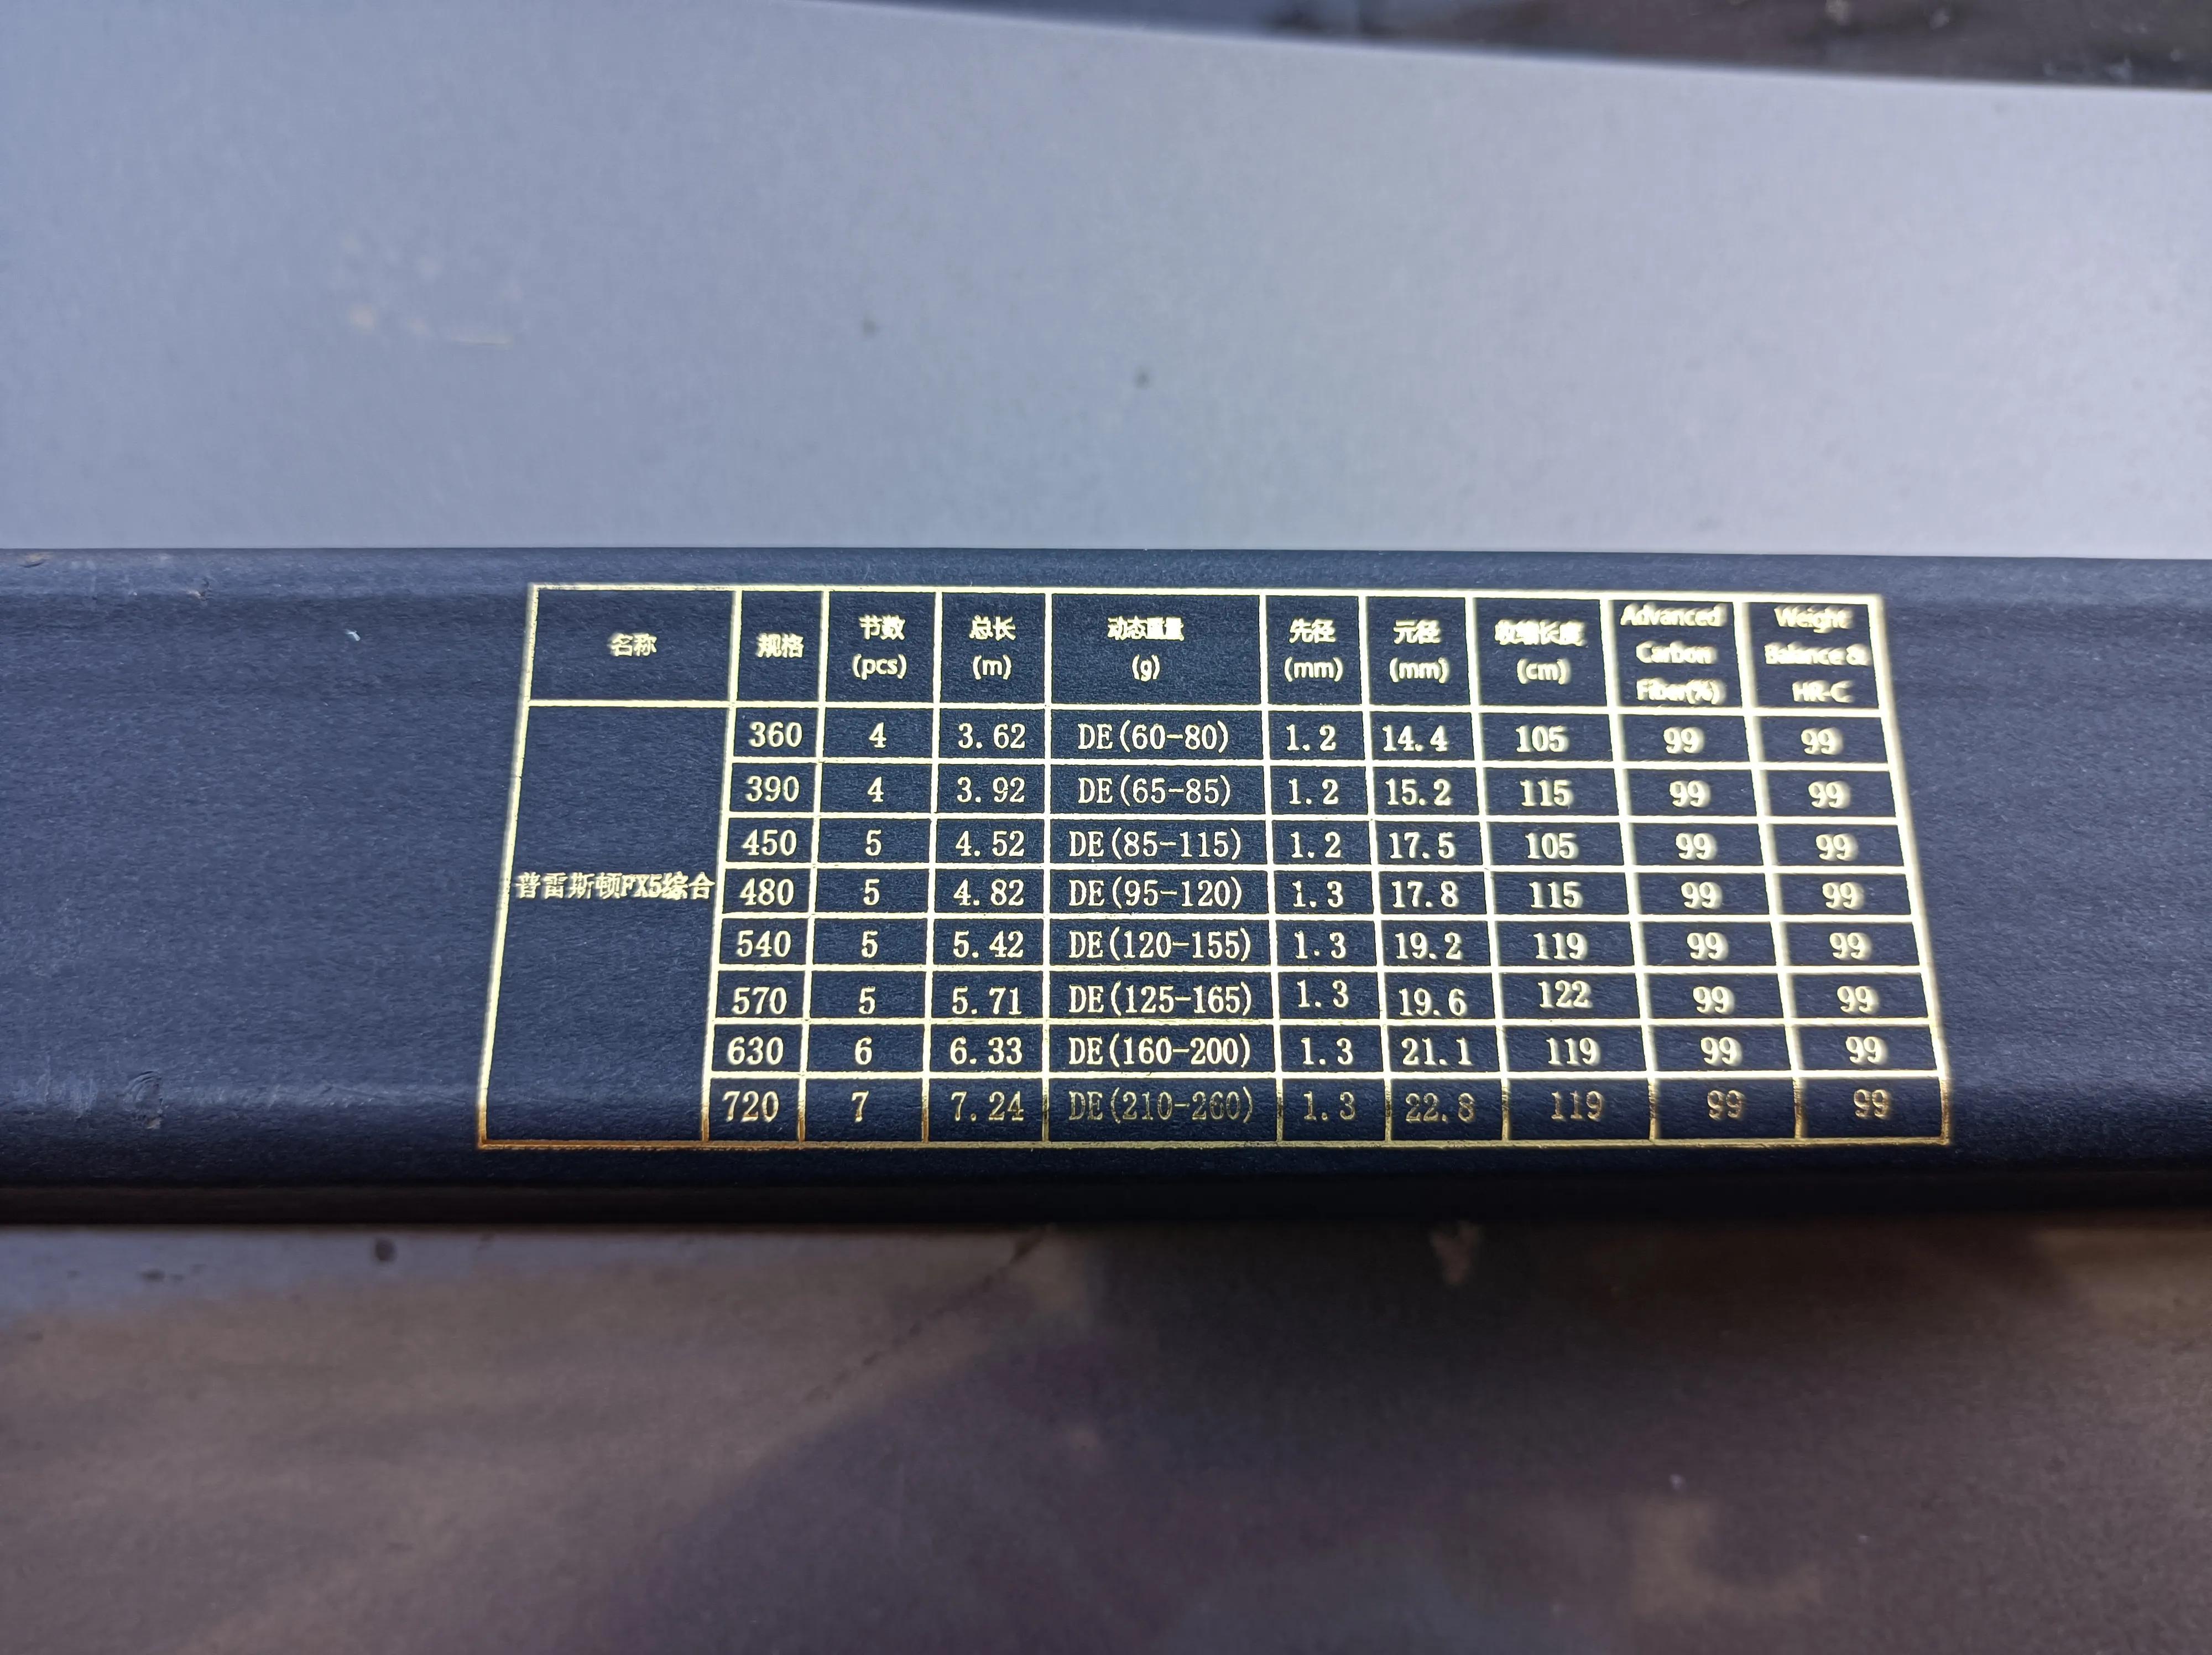 名称 规格 节数 (pcs) 总长 (m) 动态重量 (g) 先径 (mm) 元径 (mm) 收缩长度 (cm) Advanced Carbon Fiber(%) Weight Balance & HR-C
普雷斯顿FX5综合
360 4 3.62 DE(60-80) 1.2 14.4 105 99 99
390 4 3.92 DE(65-85) 1.2 15.2 115 99 99
450 5 4.52 DE(85-115) 1.2 17.5 105 99 99
480 5 4.82 DE(95-120) 1.3 17.8 115 99 99
540 5 5.42 DE(120-155) 1.3 19.2 119 99 99
570 5 5.71 DE(125-165) 1.3 19.6 122 99 99
630 6 6.33 DE(160-200) 1.3 21.1 119 99 99
720 7 7.24 DE(210-260) 1.3 22.8 119 99 99